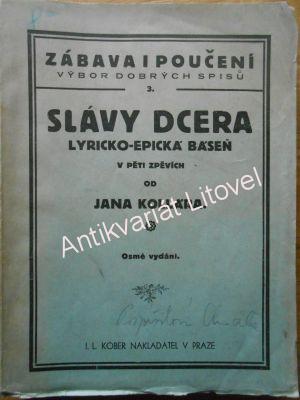 ZÁBAVA I POUČENÍ
VÝBOR DOBRÝCH SPISŮ
3.
SLÁVY DCERA
LYRICKO-EPICKÁ BÁSEŇ
V PĚTI ZPĚVÍCH
OD
JANA KOLLÁRA.
Antikvariát Litovel
Osmé vydání.
I. L. KOBER NAKLADATEL V PRAZE